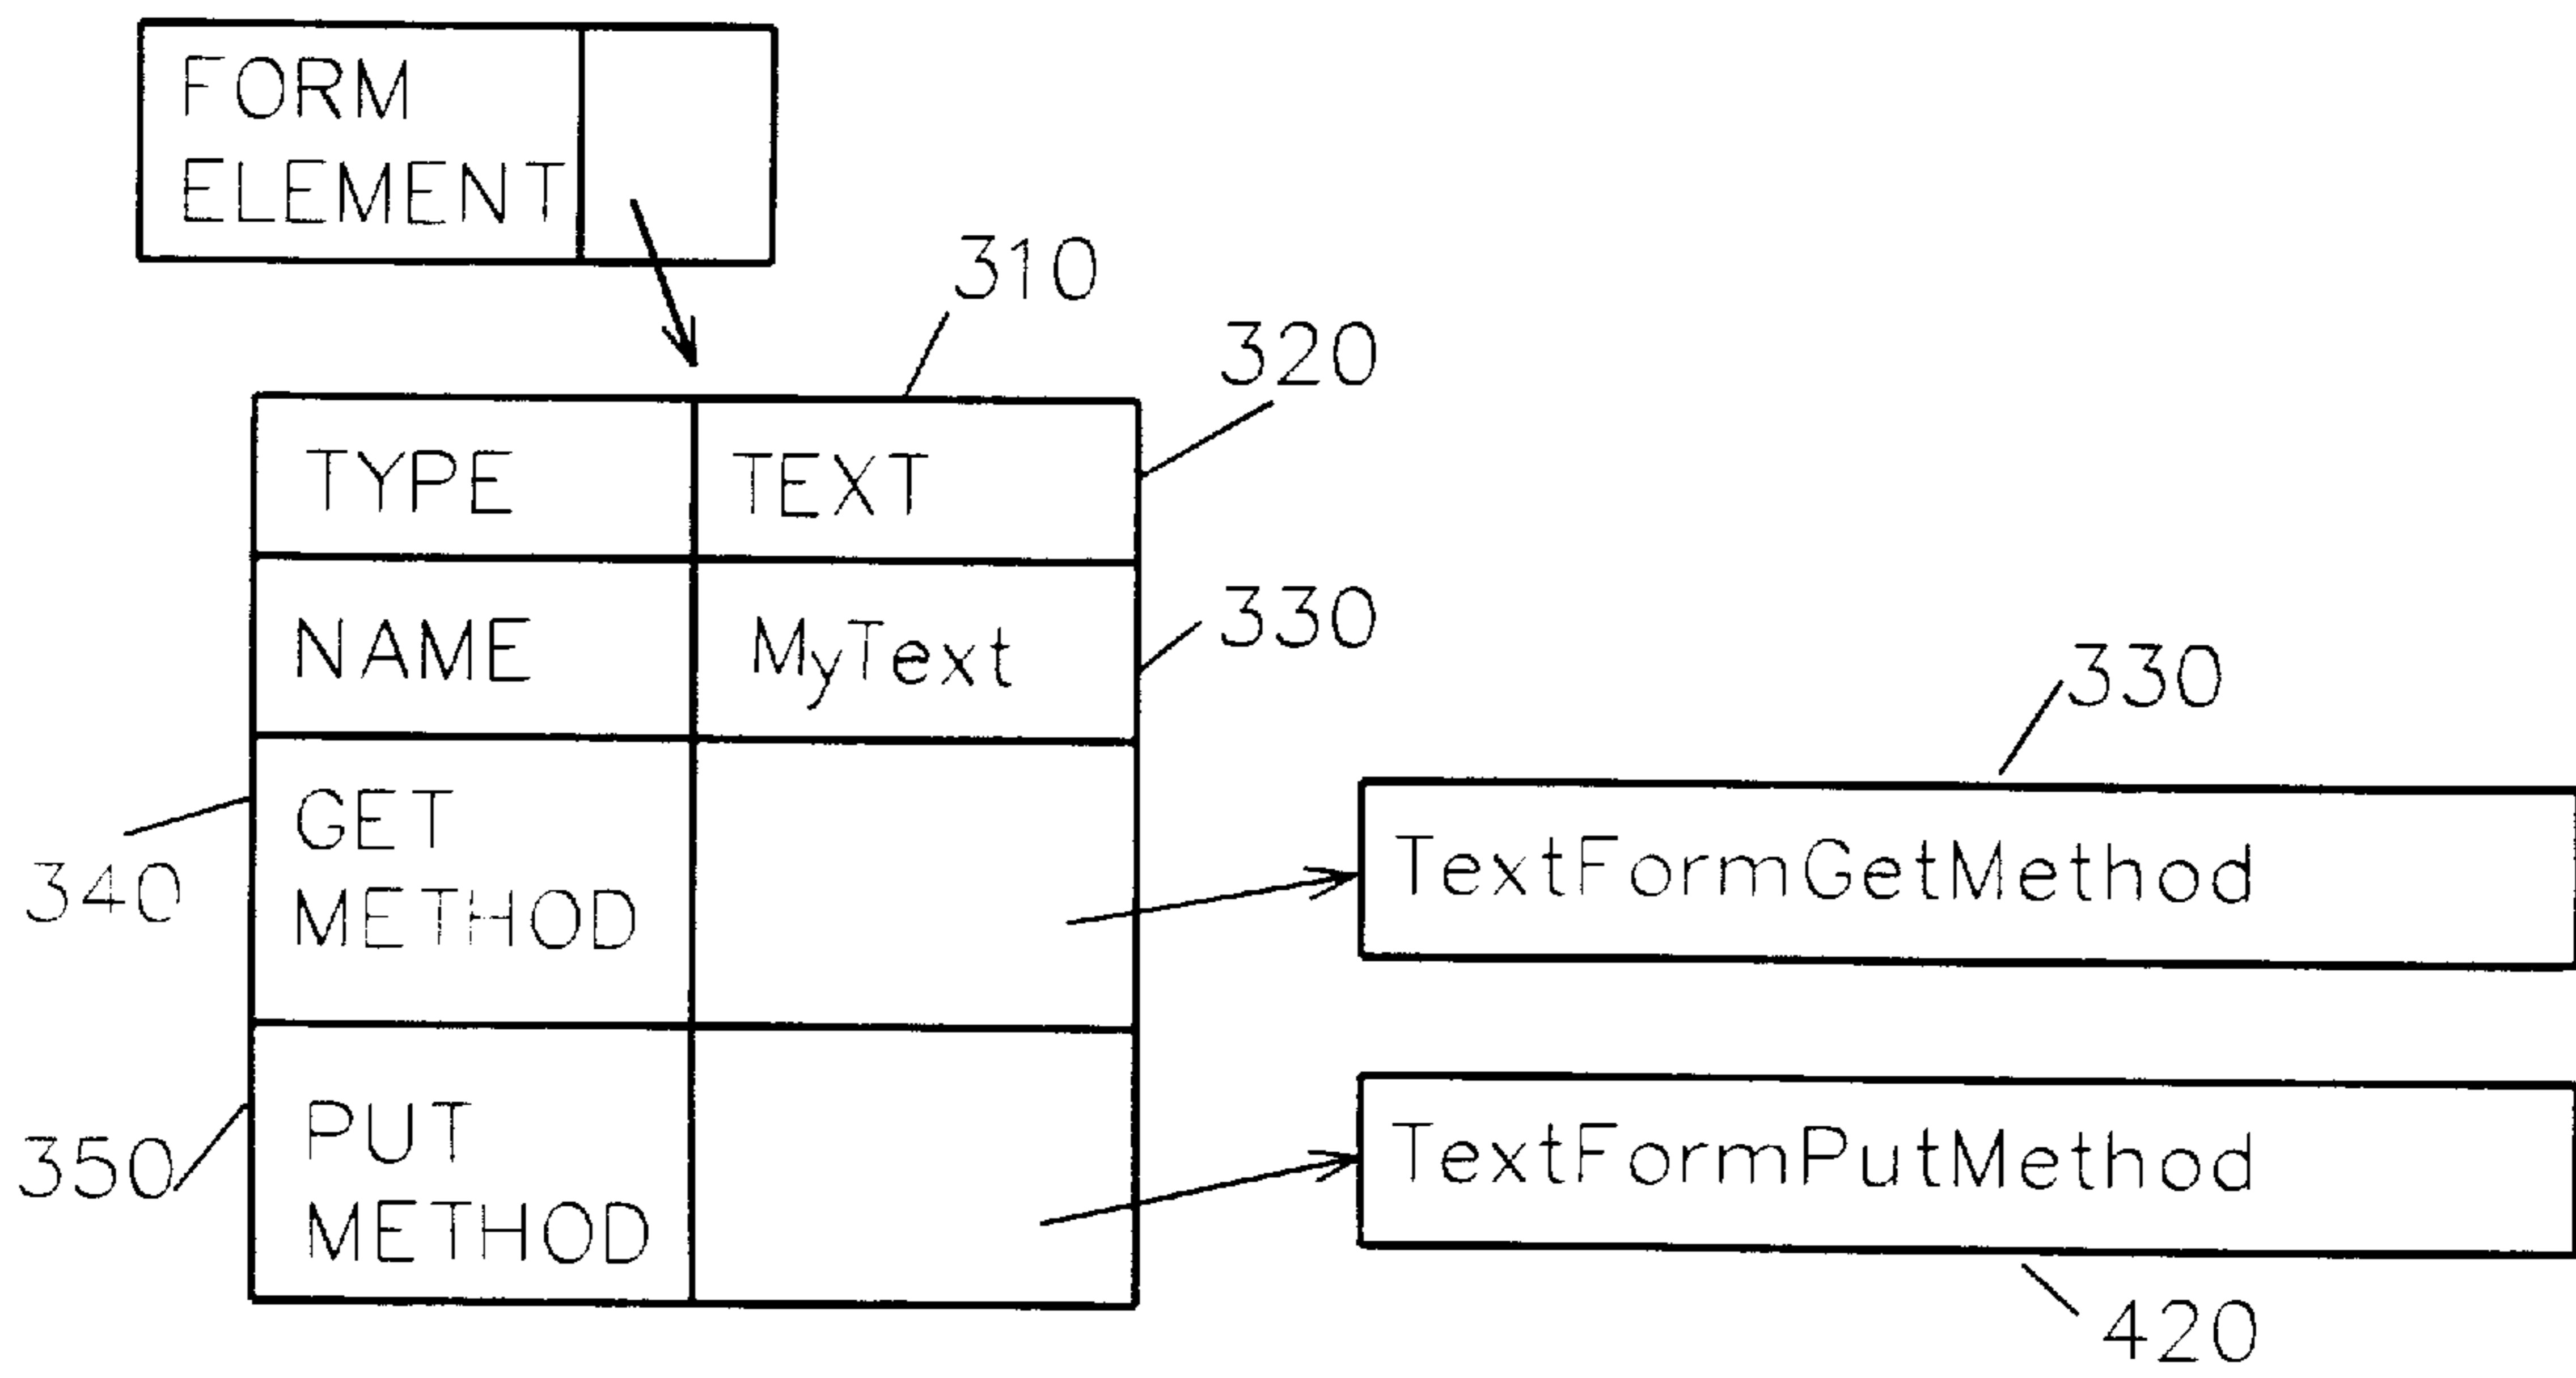 FORM
ELEMENT
310
320
TYPE TEXT
NAME MyText
330
330
GET
METHOD
340
TextFormGetMethod
PUT
METHOD
350
TextFormPutMethod
420